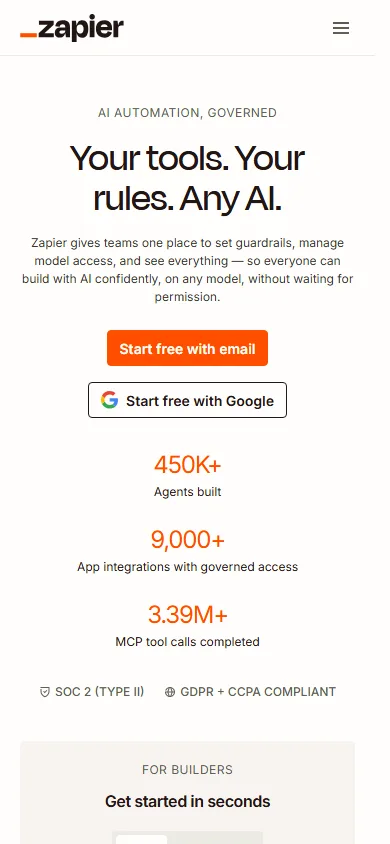 zapier
AI AUTOMATION, GOVERNED
Your tools. Your
rules. Any AI.
Zapier gives teams one place to set guardrails, manage
model access, and see everything — so everyone can
build with AI confidently, on any model, without waiting for
permission.
Start free with email
Start free with Google
450K+
Agents built
9,000+
App integrations with governed access
3.39M+
MCP tool calls completed
SOC 2 (TYPE II) GDPR + CCPA COMPLIANT
FOR BUILDERS
Get started in seconds